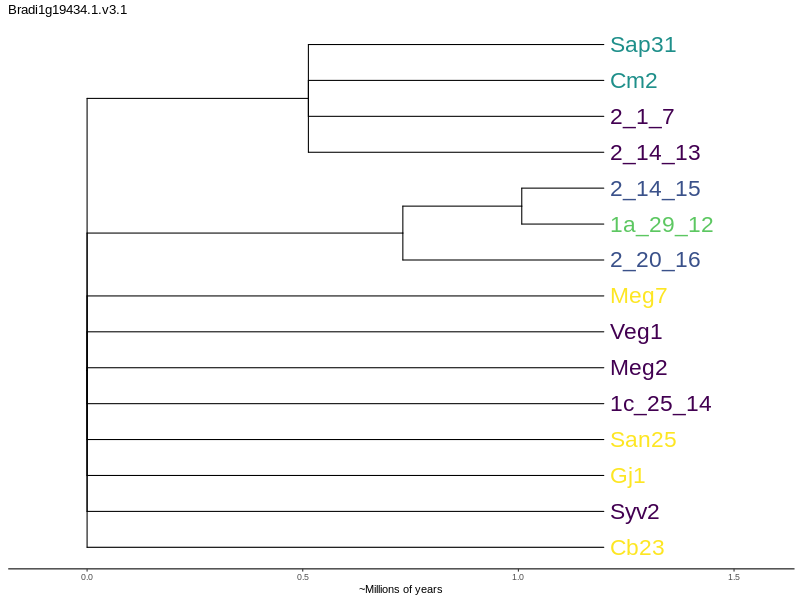 Bradi1g19434.1.v3.1
Sap31
Cm2
2_1_7
2_14_13
2_14_15
1a_29_12
2_20_16
Meg7
Veg1
Meg2
1c_25_14
San25
Gj1
Syv2
Cb23
0.0 0.5 1.0 1.5
~Millions of years